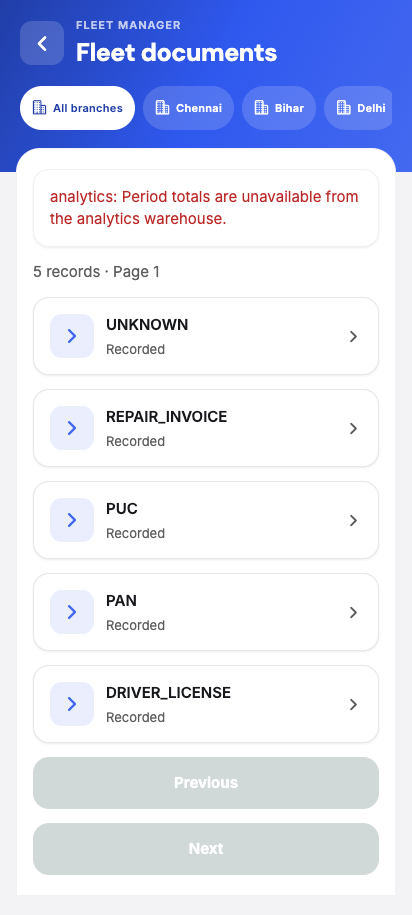 FLEET MANAGER
Fleet documents
All branches
Chennai
Bihar
Delhi
analytics: Period totals are unavailable from
the analytics warehouse.
5 records · Page 1
UNKNOWN
Recorded
REPAIR_INVOICE
Recorded
PUC
Recorded
PAN
Recorded
DRIVER_LICENSE
Recorded
Previous
Next